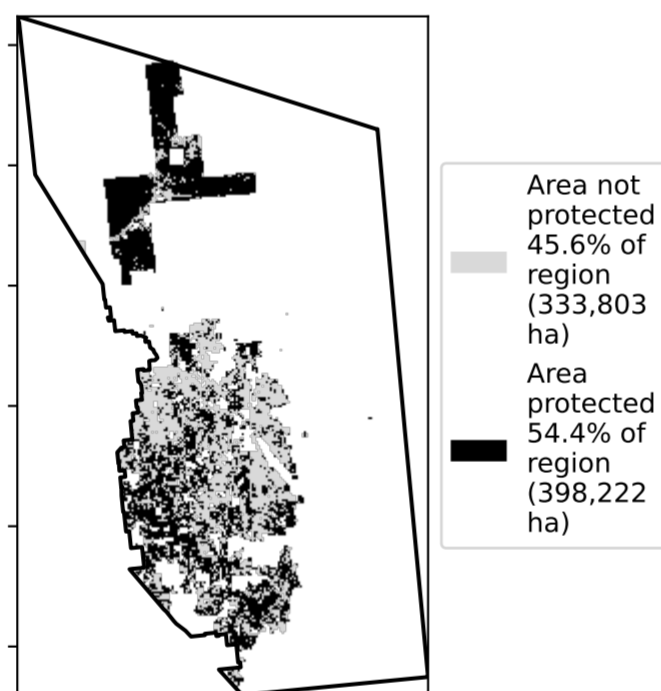 Area not
protected
45.6% of
region
(333,803
ha)
Area
protected
54.4% of
region
(398,222
ha)